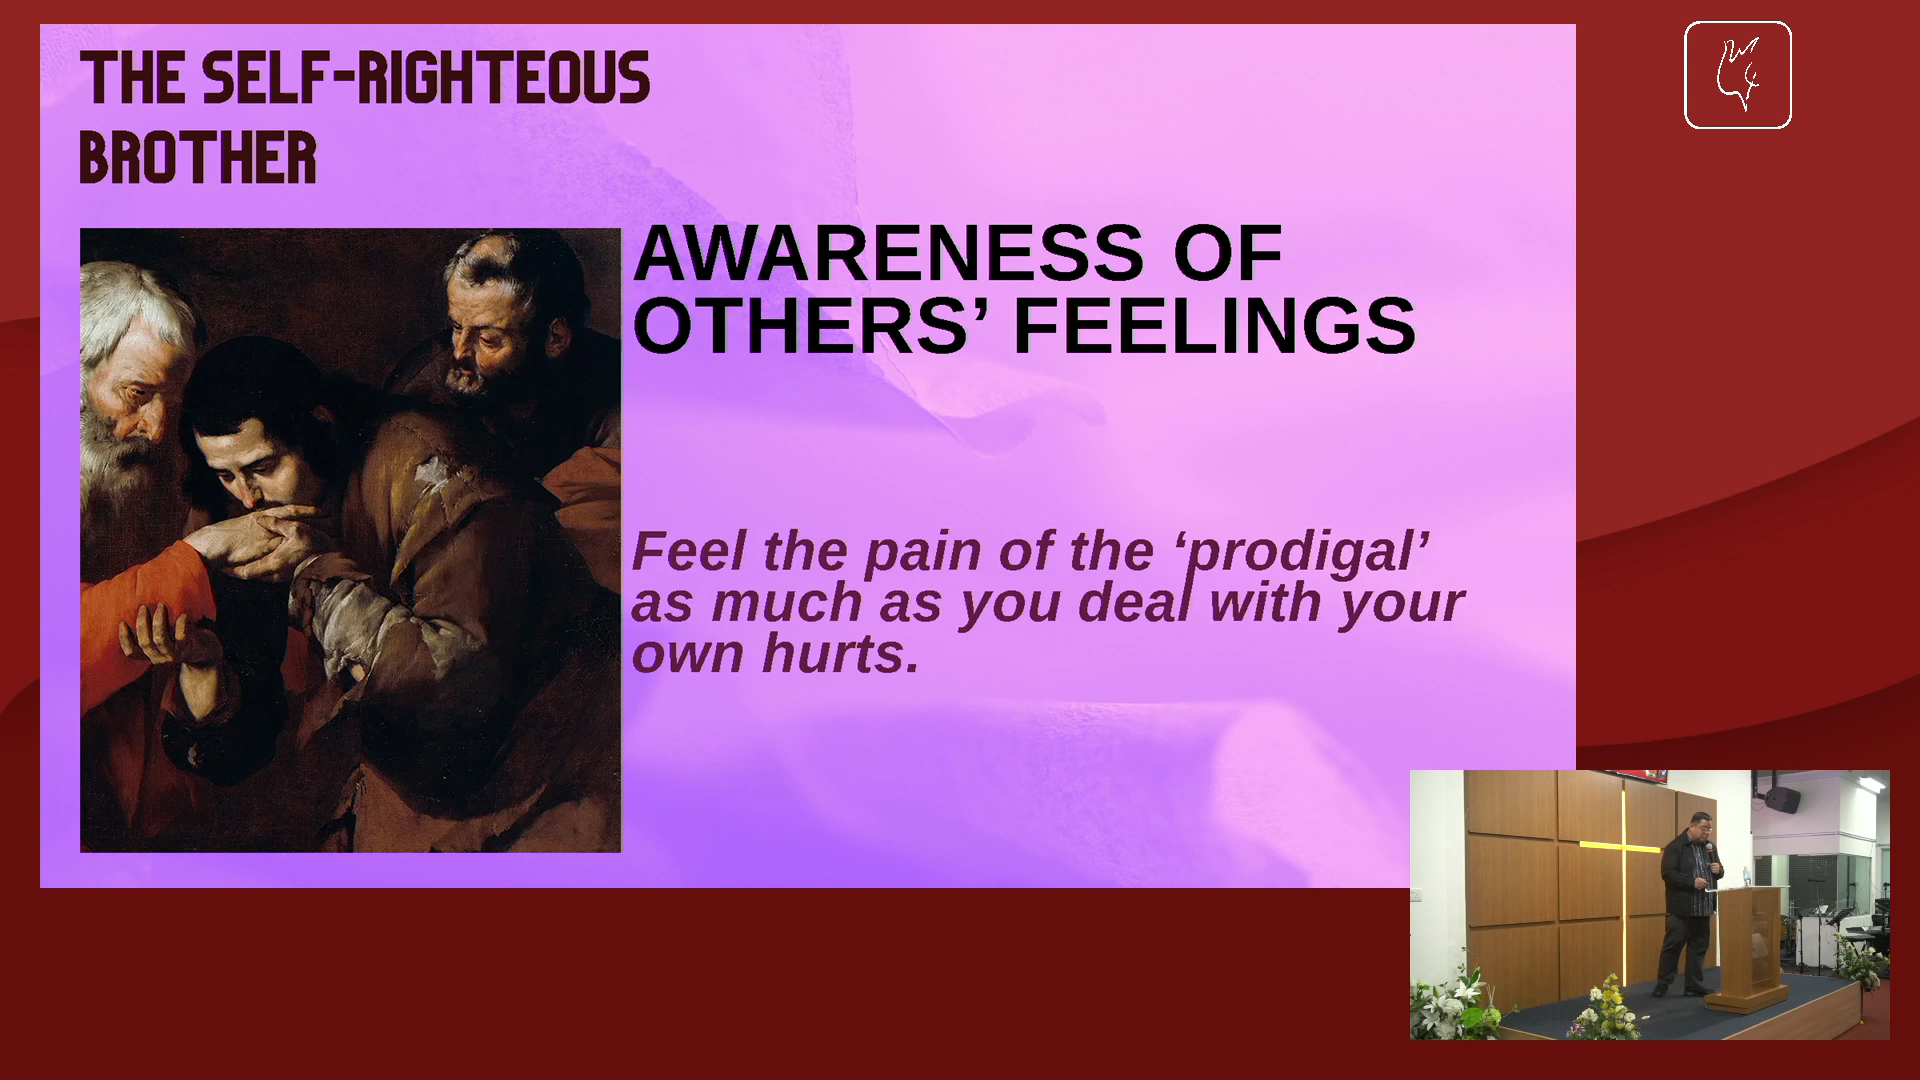 THE SELF-RIGHTEOUS
BROTHER
AWARENESS OF
OTHERS’ FEELINGS
Feel the pain of the ‘prodigal’
as much as you deal with your
own hurts.